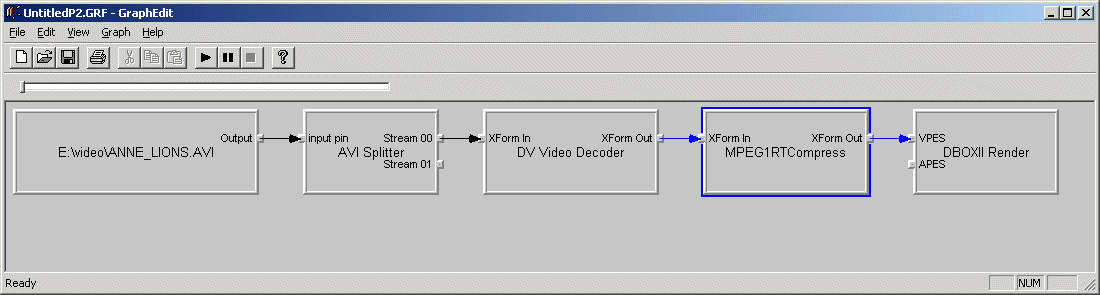 UntitledP2.GRF - GraphEdit
File Edit View Graph Help
Output input pin Stream 00 XForm In XForm Out XForm In XForm Out VPES
E:\video\ANNE_LIONS.AVI AVI Splitter DV Video Decoder MPEG1RTCompress DBOXII Render
Stream 01 APES
Ready NUM